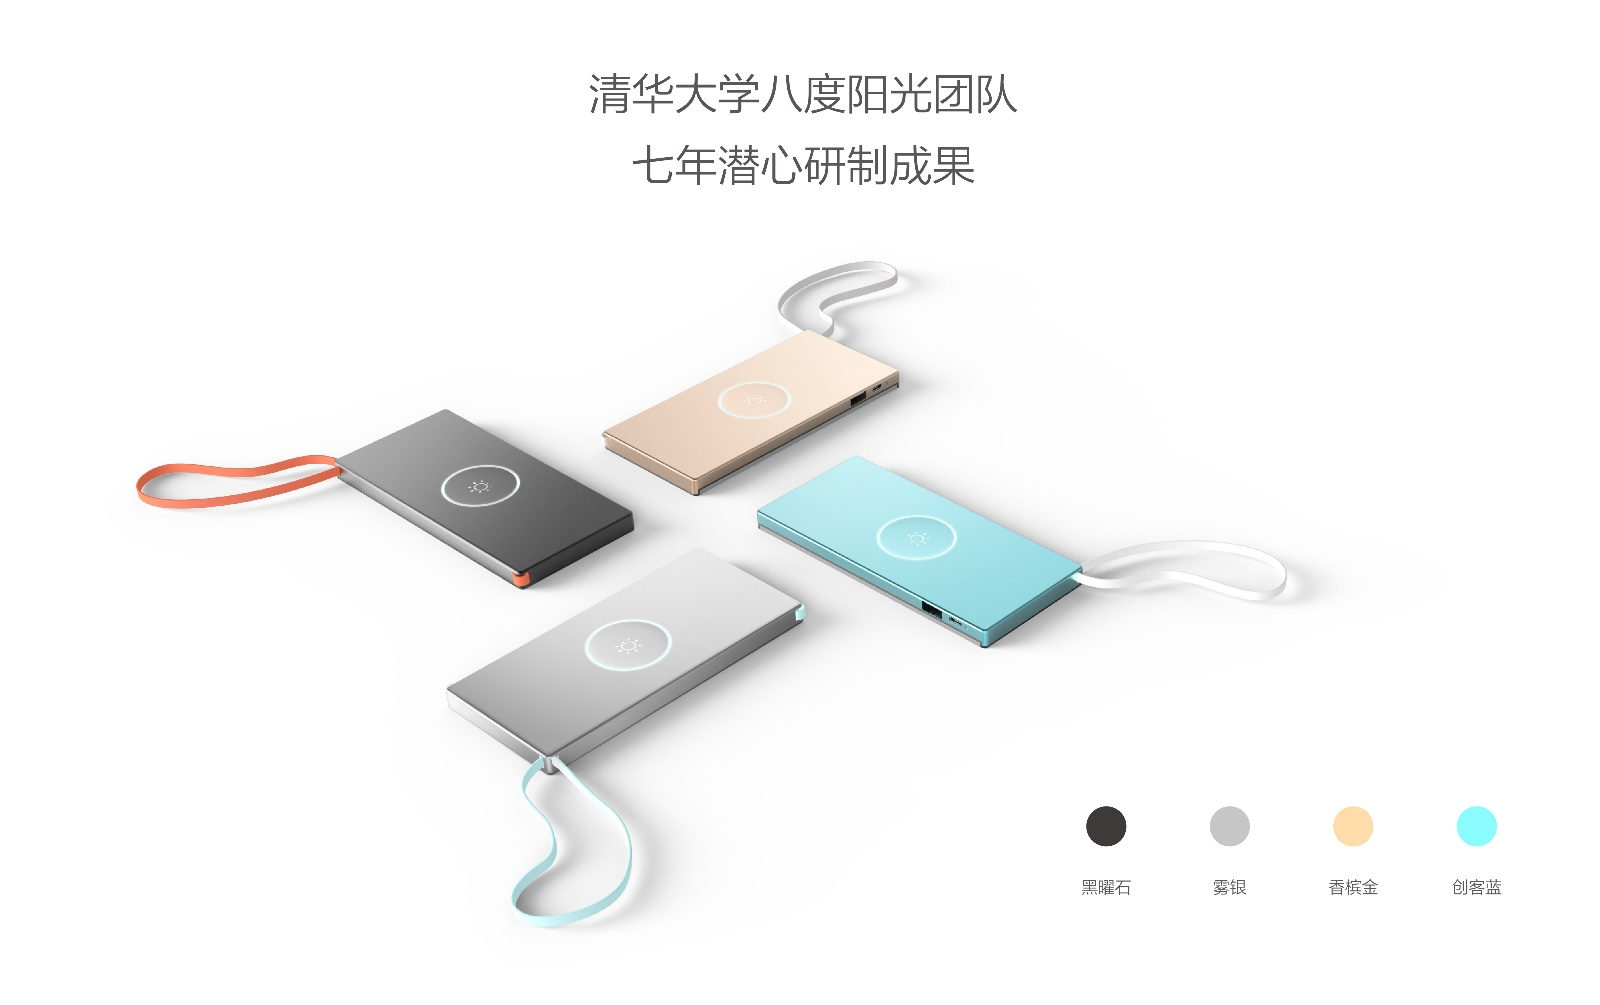 清华大学八度阳光团队
七年潜心研制成果
黑曜石
雾银
香槟金
创客蓝